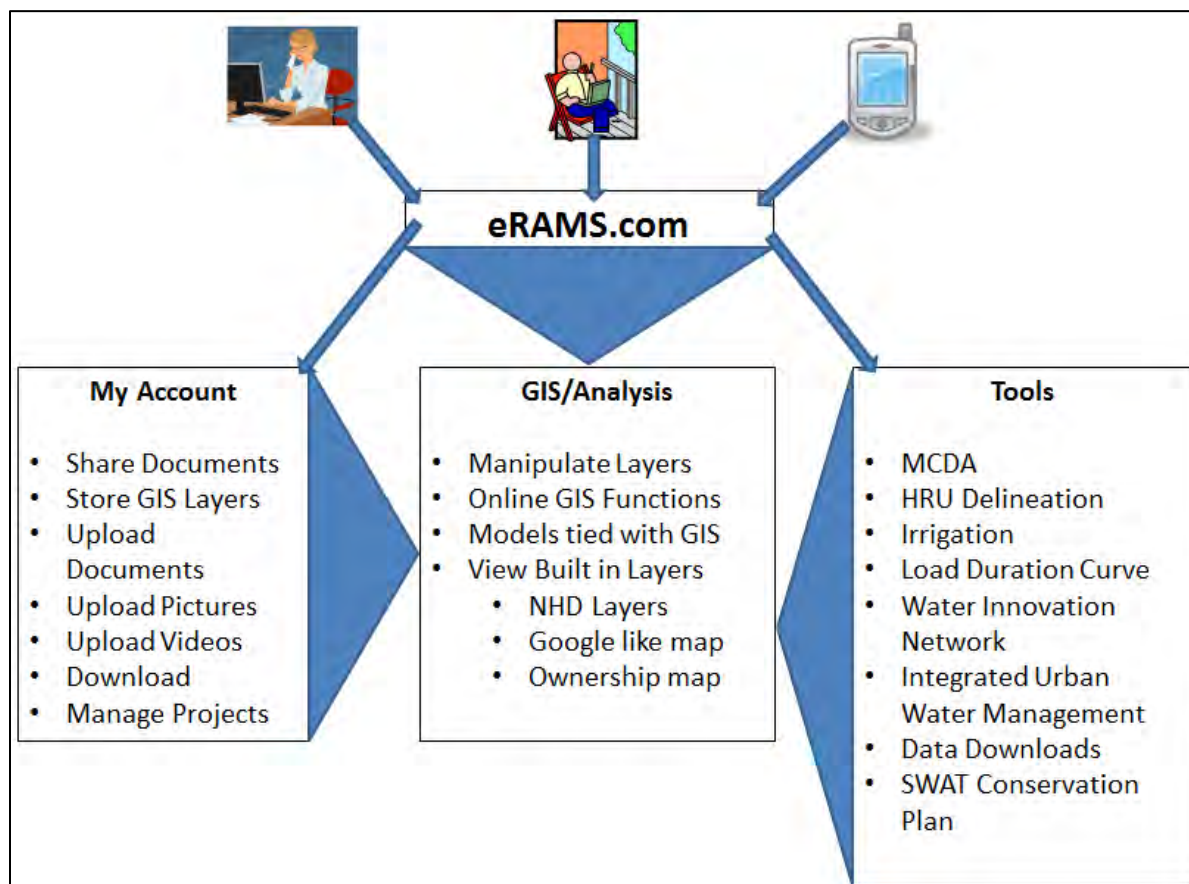 eRAMS.com
My Account
• Share Documents
• Store GIS Layers
• Upload
Documents
• Upload Pictures
• Upload Videos
• Download
• Manage Projects
GIS/Analysis
• Manipulate Layers
• Online GIS Functions
• Models tied with GIS
• View Built in Layers
• NHD Layers
• Google like map
• Ownership map
Tools
• MCDA
• HRU Delineation
• Irrigation
• Load Duration Curve
• Water Innovation
Network
• Integrated Urban
Water Management
• Data Downloads
• SWAT Conservation
Plan